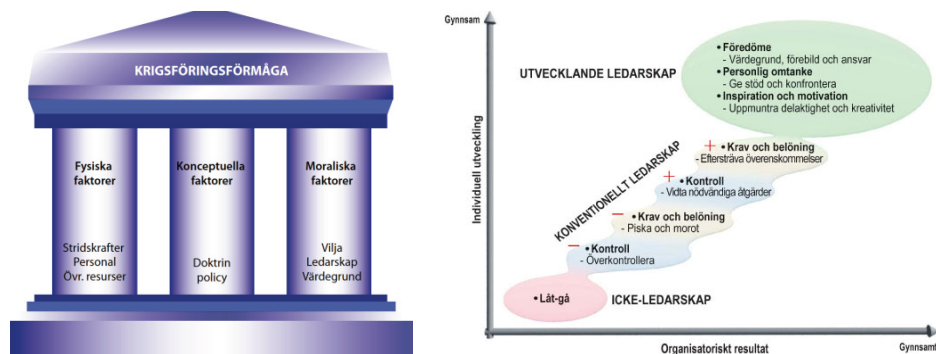 KRIGSFÖRINGSFÖRMÅGA
Fysiska
faktorer
Stridskrafter
Personal
Övr. resurser
Konceptuella
faktorer
Doktrin
policy
Moraliska
faktorer
Vilja
Ledarskap
Värdegrund
Gynnsam
Individuell utveckling
UTVECKLANDE LEDARSKAP
• Föredöme
- Värdegrund, förebild och ansvar
• Personlig omtanke
- Ge stöd och konfrontera
• Inspiration och motivation
- Uppmuntra delaktighet och kreativitet
KONVENTIONELLT LEDARSKAP
+ • Krav och belöning
- Eftersträva överenskommelser
+ • Kontroll
- Vidta nödvändiga åtgärder
– • Krav och belöning
- Piska och morot
– • Kontroll
- Överkontrollera
• Låt-gå
ICKE-LEDARSKAP
Organisatoriskt resultat
Gynnsamt